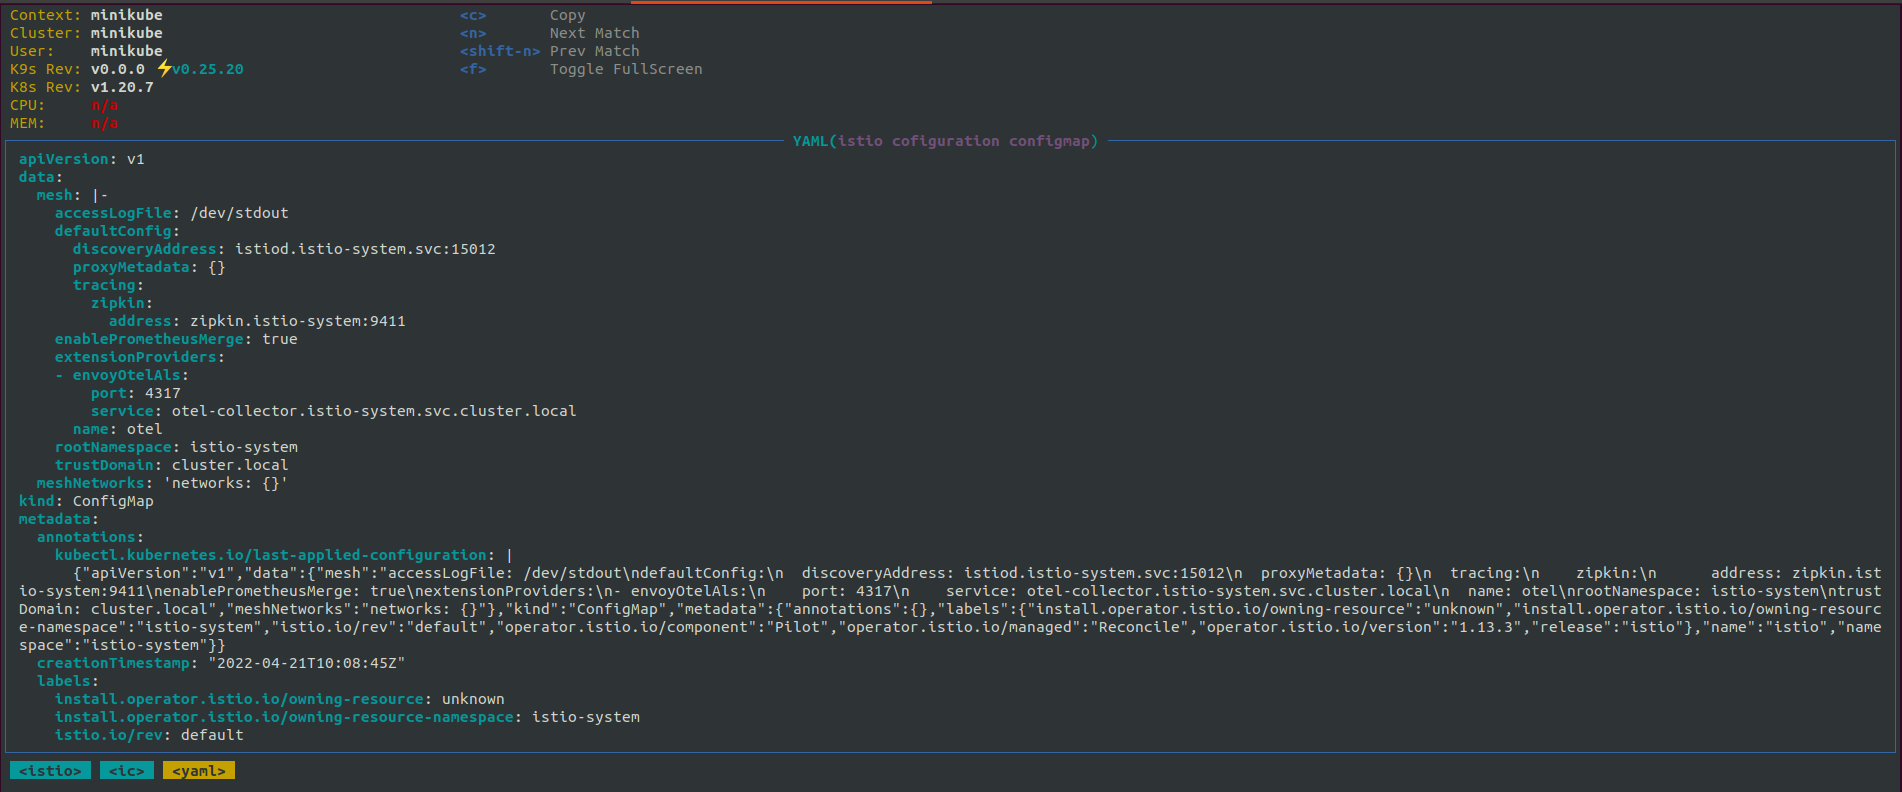 Context: minikube <c> Copy
Cluster: minikube <n> Next Match
User: minikube <shift-n> Prev Match
K9s Rev: v0.0.0 ⚡v0.25.20 <f> Toggle FullScreen
K8s Rev: v1.20.7
CPU: n/a
MEM: n/a
YAML(istio cofiguration configmap)
apiVersion: v1
data:
  mesh: |-
    accessLogFile: /dev/stdout
    defaultConfig:
      discoveryAddress: istiod.istio-system.svc:15012
      proxyMetadata: {}
      tracing:
        zipkin:
          address: zipkin.istio-system:9411
    enablePrometheusMerge: true
    extensionProviders:
    - envoyOtelAls:
        port: 4317
        service: otel-collector.istio-system.svc.cluster.local
      name: otel
    rootNamespace: istio-system
    trustDomain: cluster.local
  meshNetworks: 'networks: {}'
kind: ConfigMap
metadata:
  annotations:
    kubectl.kubernetes.io/last-applied-configuration: |
      {"apiVersion":"v1","data":{"mesh":"accessLogFile: /dev/stdout\ndefaultConfig:\n  discoveryAddress: istiod.istio-system.svc:15012\n  proxyMetadata: {}\n  tracing:\n    zipkin:\n      address: zipkin.ist
io-system:9411\nenablePrometheusMerge: true\nextensionProviders:\n- envoyOtelAls:\n    port: 4317\n    service: otel-collector.istio-system.svc.cluster.local\n  name: otel\nrootNamespace: istio-system\ntrust
Domain: cluster.local","meshNetworks":"networks: {}"},"kind":"ConfigMap","metadata":{"annotations":{},"labels":{"install.operator.istio.io/owning-resource":"unknown","install.operator.istio.io/owning-resourc
e-namespace":"istio-system","istio.io/rev":"default","operator.istio.io/component":"Pilot","operator.istio.io/managed":"Reconcile","operator.istio.io/version":"1.13.3","release":"istio"},"name":"istio","name
space":"istio-system"}}
  creationTimestamp: "2022-04-21T10:08:45Z"
  labels:
    install.operator.istio.io/owning-resource: unknown
    install.operator.istio.io/owning-resource-namespace: istio-system
    istio.io/rev: default
<istio> <ic> <yaml>